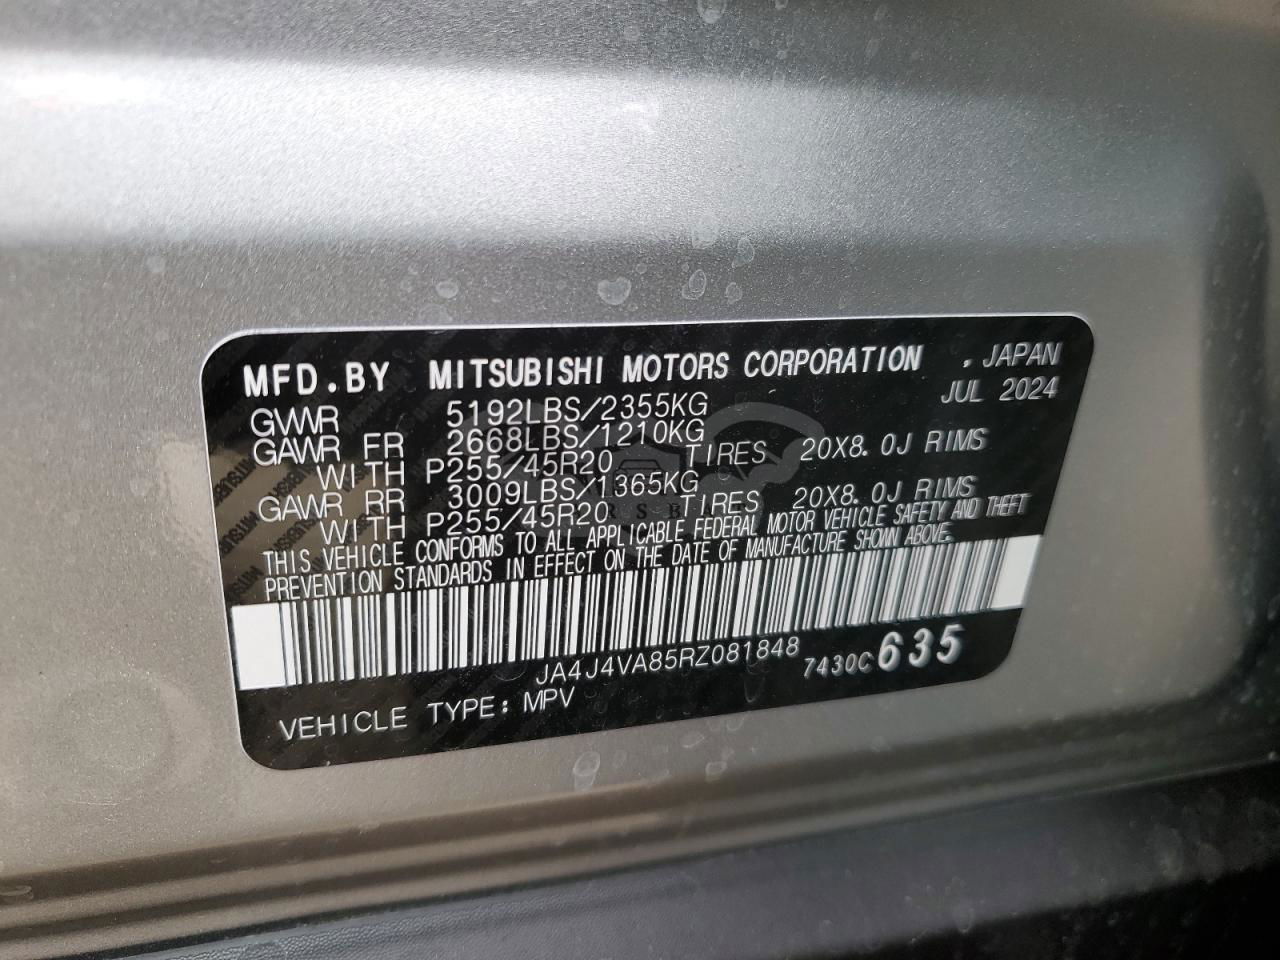 MFD.BY MITSUBISHI MOTORS CORPORATION . JAPAN
JUL 2024
GVWR 5192LBS/2355KG
GAWR FR 2668LBS/1210KG
WITH P255/45R20 TIRES 20X8.0J RIMS
GAWR RR 3009LBS/1365KG
WITH P255/45R20 TIRES 20X8.0J RIMS
THIS VEHICLE CONFORMS TO ALL APPLICABLE FEDERAL MOTOR VEHICLE SAFETY AND THEFT
PREVENTION STANDARDS IN EFFECT ON THE DATE OF MANUFACTURE SHOWN ABOVE.
JA4J4VA85RZ081848 7430C 635
VEHICLE TYPE: MPV